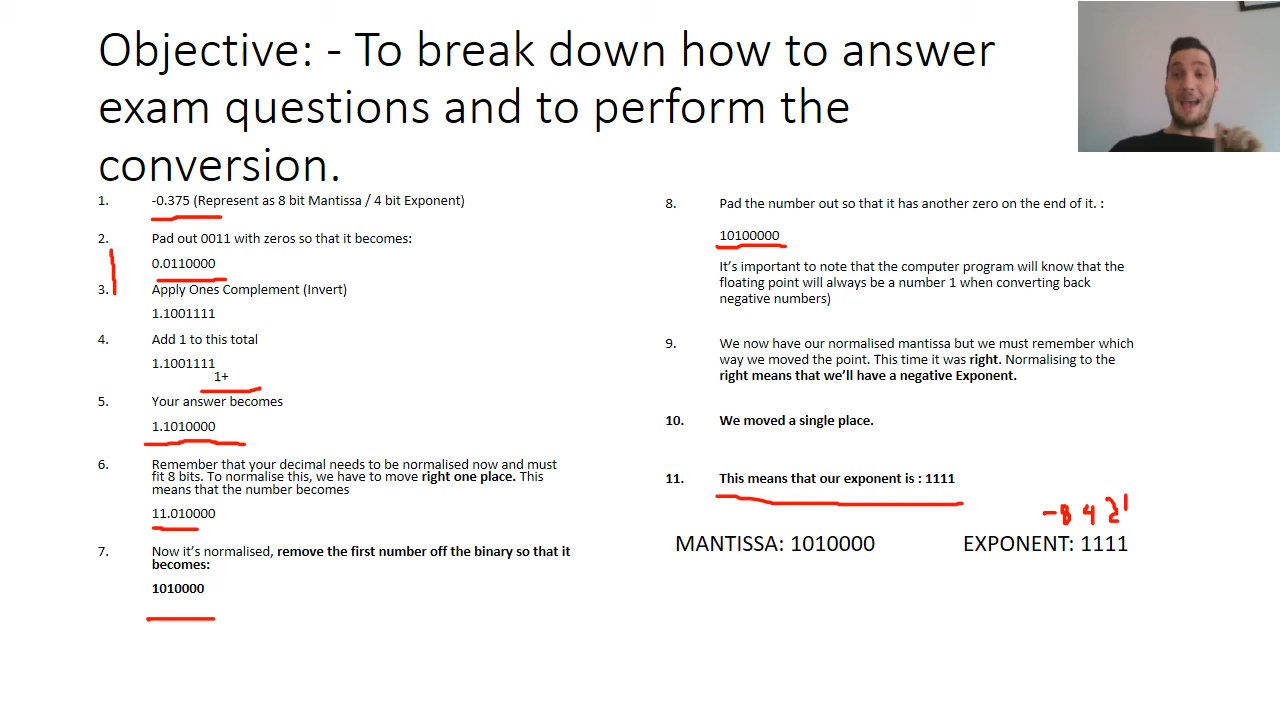 Objective: - To break down how to answer
exam questions and to perform the
conversion.
1. -0.375 (Represent as 8 bit Mantissa / 4 bit Exponent)
2. Pad out 0011 with zeros so that it becomes:
0.0110000
3. Apply Ones Complement (Invert)
1.1001111
4. Add 1 to this total
1.1001111
1+
5. Your answer becomes
1.1010000
6. Remember that your decimal needs to be normalised now and must
fit 8 bits. To normalise this, we have to move right one place. This
means that the number becomes
11.010000
7. Now it’s normalised, remove the first number off the binary so that it
becomes:
1010000
8. Pad the number out so that it has another zero on the end of it. :
10100000
It’s important to note that the computer program will know that the
floating point will always be a number 1 when converting back
negative numbers)
9. We now have our normalised mantissa but we must remember which
way we moved the point. This time it was right. Normalising to the
right means that we’ll have a negative Exponent.
10. We moved a single place.
11. This means that our exponent is : 1111
-8 4 2 1
MANTISSA: 1010000 EXPONENT: 1111